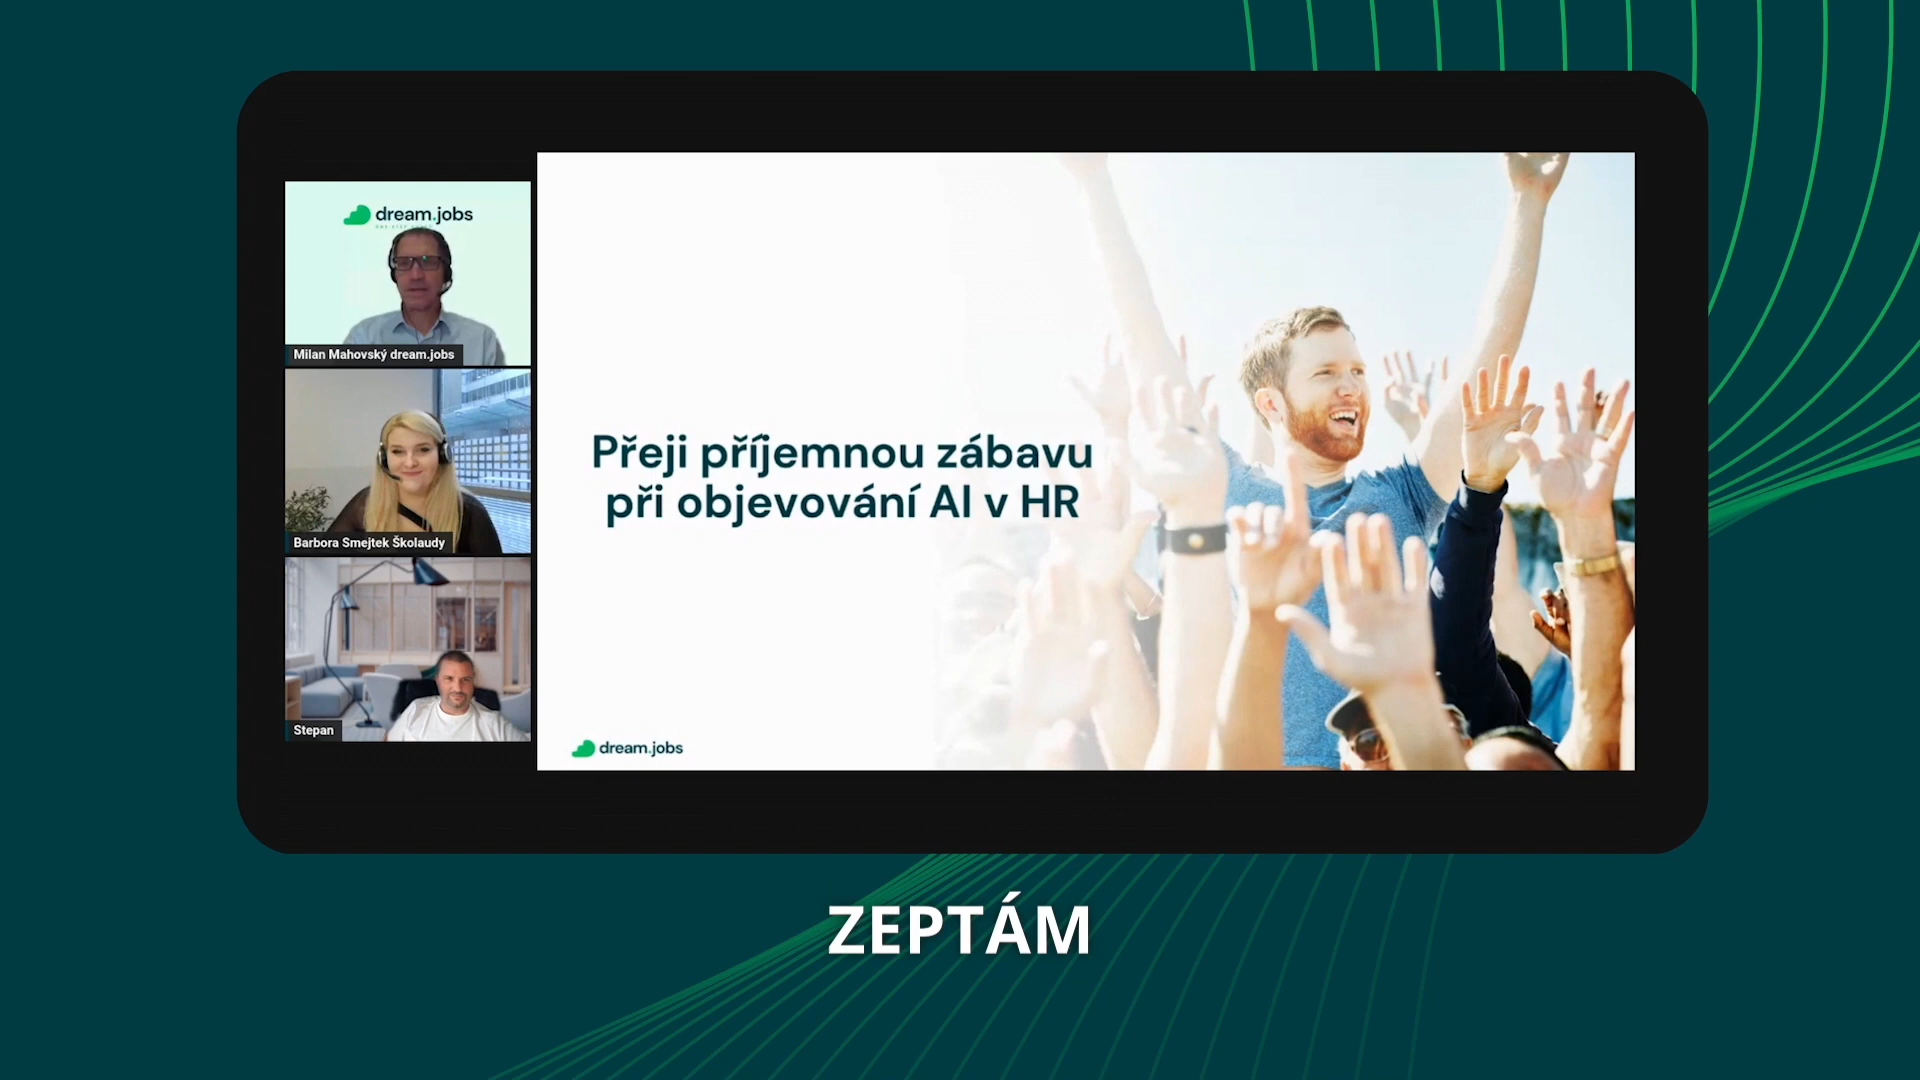 dream.jobs
Milan Mahovský dream.jobs
Barbora Smejtek Školaudy
Stepan
Přeji příjemnou zábavu
při objevování AI v HR
dream.jobs
ZEPTÁM